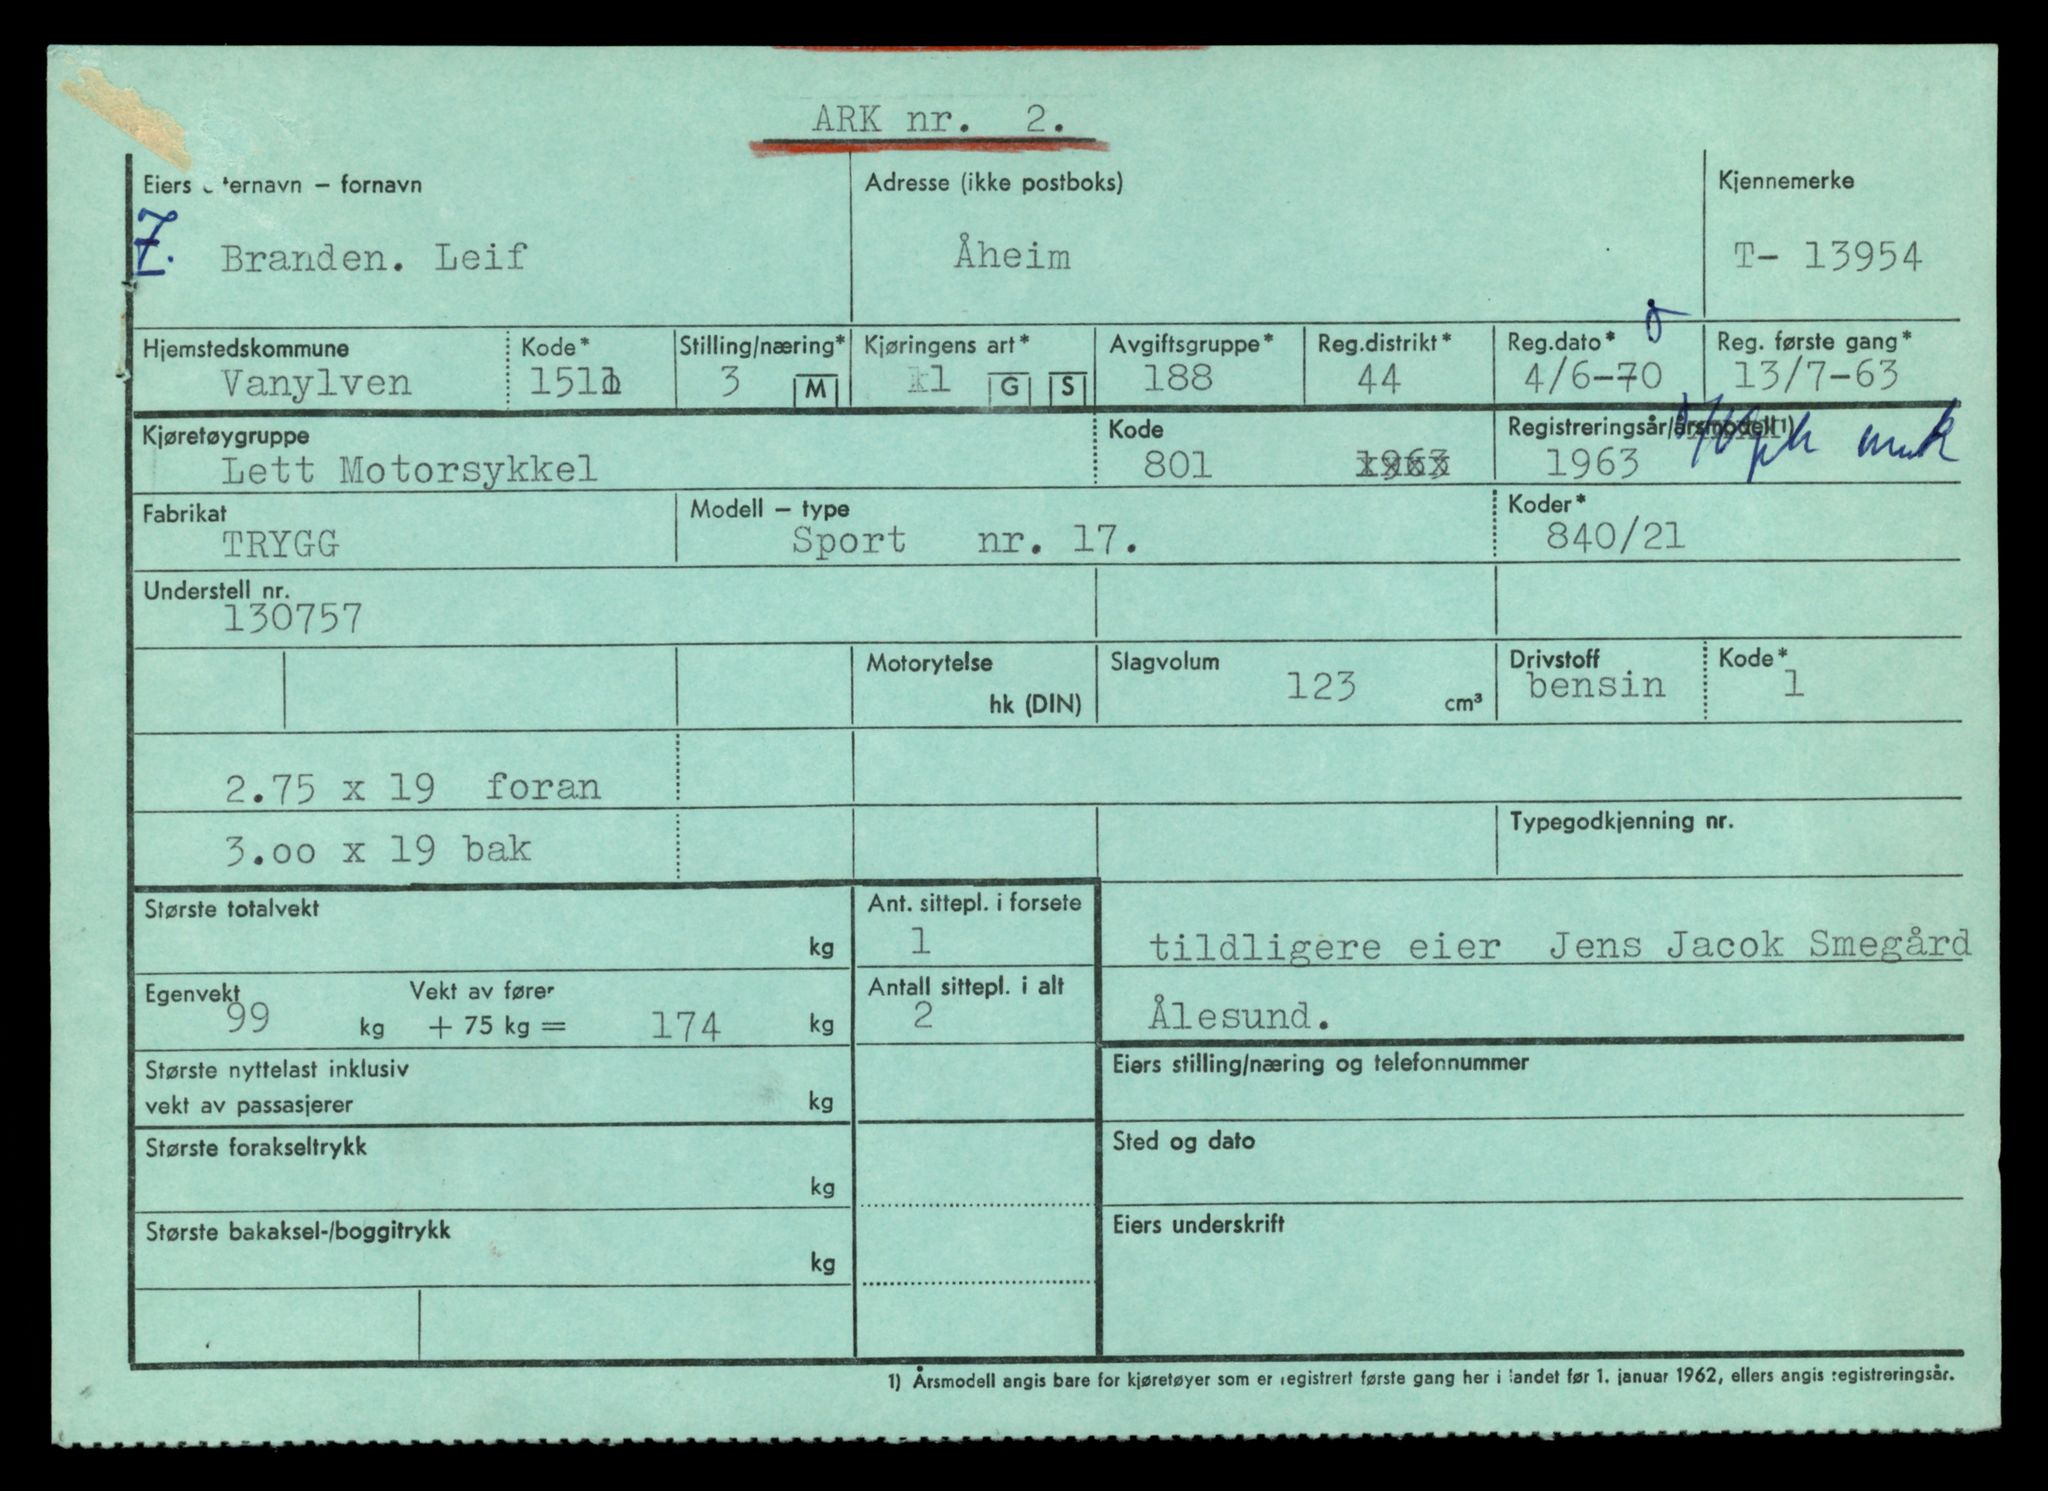 ARK nr. 2.
Eiers etternavn – fornavn Adresse (ikke postboks) Kjennemerke
Branden. Leif Åheim T- 13954
Hjemstedskommune Kode* Stilling/næring* Kjøringens art* Avgiftsgruppe* Reg.distrikt* Reg.dato* Reg. første gang*
Vanylven 1511 3 M 1 G S 188 44 4/6-70 13/7-63
Kjøretøygruppe Kode Registreringsår/årsmodell 1)
Lett Motorsykkel 801 1963 1963
Fabrikat Modell – type Koder*
TRYGG Sport nr. 17. 840/21
Understell nr.
130757
Motorytelse Slagvolum Drivstoff Kode*
hk (DIN) 123 cm³ bensin 1
2.75 x 19 foran
Typegodkjenning nr.
3.oo x 19 bak
Største totalvekt kg Ant. sittepl. i forsete
1 tildligere eier Jens Jacok Smegård
Egenvekt Vekt av fører Antall sittepl. i alt
99 kg + 75 kg = 174 kg 2 Ålesund.
Største nyttelast inklusiv Eiers stilling/næring og telefonnummer
vekt av passasjerer kg
Største forakseltrykk Sted og dato
kg
Største bakaksel-/boggitrykk Eiers underskrift
kg
1) Årsmodell angis bare for kjøretøyer som er registrert første gang her i landet før 1. januar 1962, ellers angis registreringsår.